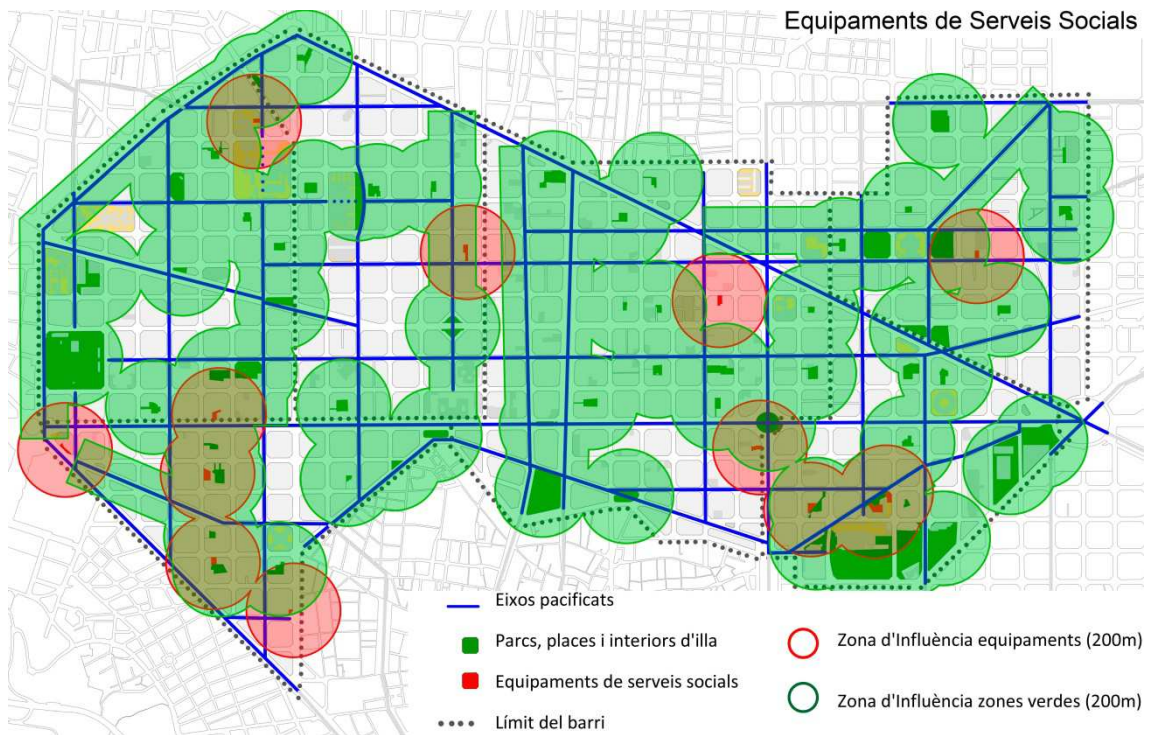 Equipaments de Serveis Socials
Eixos pacificats
Parcs, places i interiors d'illa
Equipaments de serveis socials
Límit del barri
Zona d'Influència equipaments (200m)
Zona d'Influència zones verdes (200m)